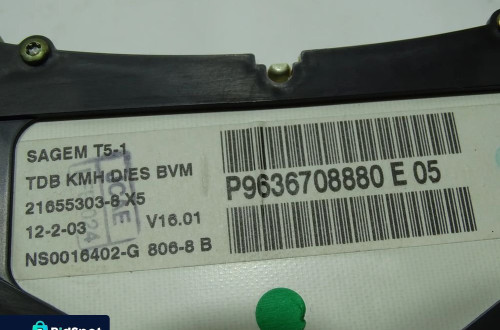 SAGEM T5-1
TDB KMH DIES BVM
21655303-8 X5
12-2-03 V16.01
NS0016402-G 806-8 B
P9636708880 E 05